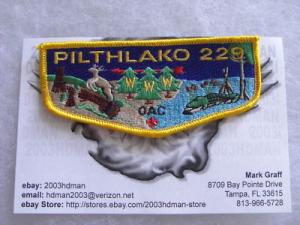 PILTHLAKO 229
W W W
OAC
Mark Graff
ebay: 2003hdman
8709 Bay Pointe Drive
email: hdman2003@verizon.net
Tampa, FL 33615
ebay Store: http://stores.ebay.com/2003hdman-store
813-966-5728